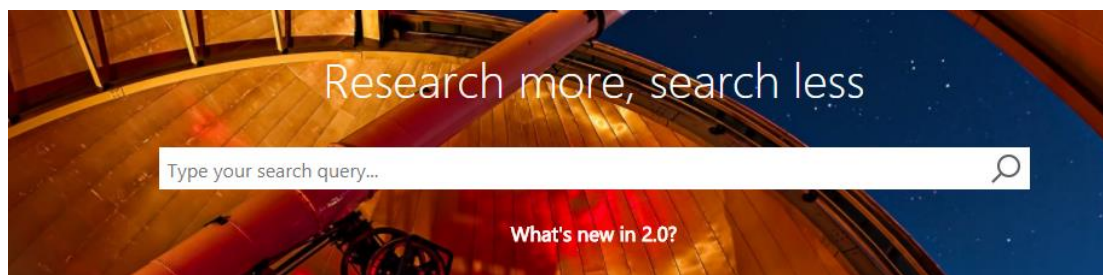 Research more, search less
Type your search query...
What's new in 2.0?